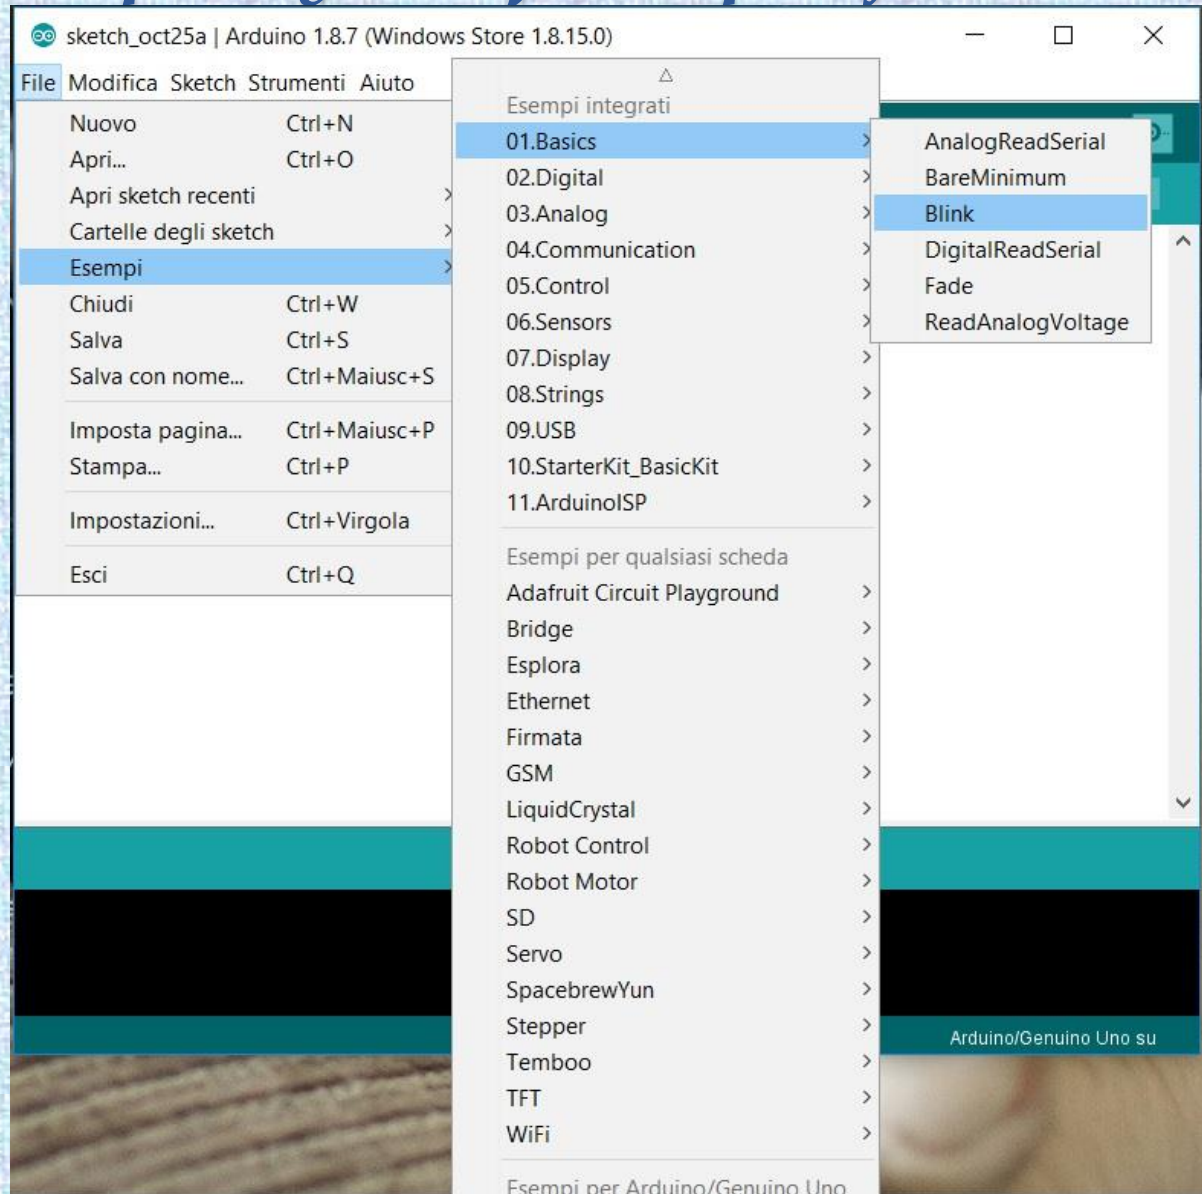 sketch_oct25a | Arduino 1.8.7 (Windows Store 1.8.15.0)
File Modifica Sketch Strumenti Aiuto
Nuovo Ctrl+N
Apri... Ctrl+O
Apri sketch recenti
Cartelle degli sketch
Esempi
Chiudi Ctrl+W
Salva Ctrl+S
Salva con nome... Ctrl+Maiusc+S
Imposta pagina... Ctrl+Maiusc+P
Stampa... Ctrl+P
Impostazioni... Ctrl+Virgola
Esci Ctrl+Q
Esempi integrati
01.Basics
02.Digital
03.Analog
04.Communication
05.Control
06.Sensors
07.Display
08.Strings
09.USB
10.StarterKit_BasicKit
11.ArduinoISP
Esempi per qualsiasi scheda
Adafruit Circuit Playground
Bridge
Esplora
Ethernet
Firmata
GSM
LiquidCrystal
Robot Control
Robot Motor
SD
Servo
SpacebrewYun
Stepper
Temboo
TFT
WiFi
Esempi per Arduino/Genuino Uno
AnalogReadSerial
BareMinimum
Blink
DigitalReadSerial
Fade
ReadAnalogVoltage
Arduino/Genuino Uno su